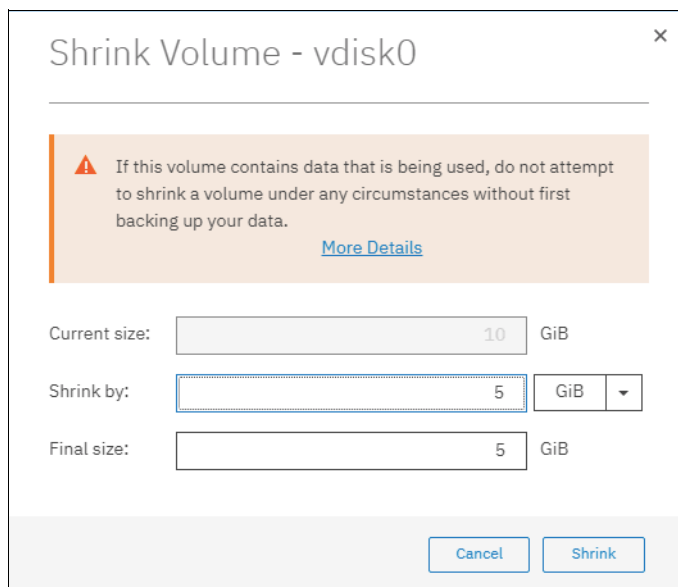 Shrink Volume - vdisk0
If this volume contains data that is being used, do not attempt
to shrink a volume under any circumstances without first
backing up your data.
More Details
Current size: 10 GiB
Shrink by: 5 GiB
Final size: 5 GiB
Cancel Shrink